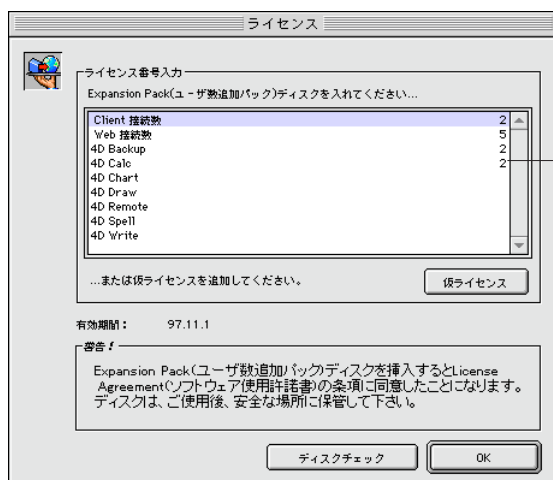 ライセンス
ライセンス番号入力
Expansion Pack(ユーザ数追加パック)ディスクを入れてください...
Client 接続数 2
Web 接続数 5
4D Backup 2
4D Calc 2
4D Chart
4D Draw
4D Remote
4D Spell
4D Write
...または仮ライセンスを追加してください。
仮ライセンス
有効期間： 97.11.1
警告！
Expansion Pack(ユーザ数追加パック)ディスクを挿入するとLicense
Agreement(ソフトウェア使用許諾書)の条項に同意したことになります。
ディスクは、ご使用後、安全な場所に保管して下さい。
ディスクチェック
OK